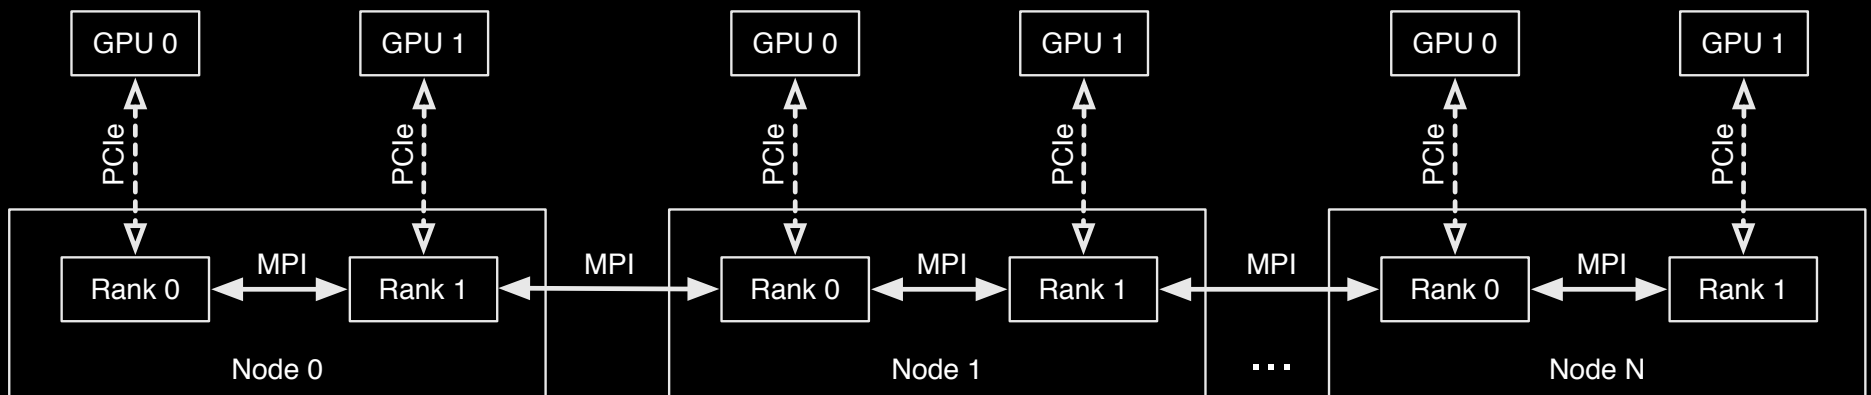 GPU 0
GPU 1
GPU 0
GPU 1
GPU 0
GPU 1
PCIe
PCIe
PCIe
PCIe
PCIe
PCIe
MPI
MPI
MPI
MPI
MPI
Rank 0
Rank 1
Rank 0
Rank 1
Rank 0
Rank 1
Node 0
Node 1
...
Node N